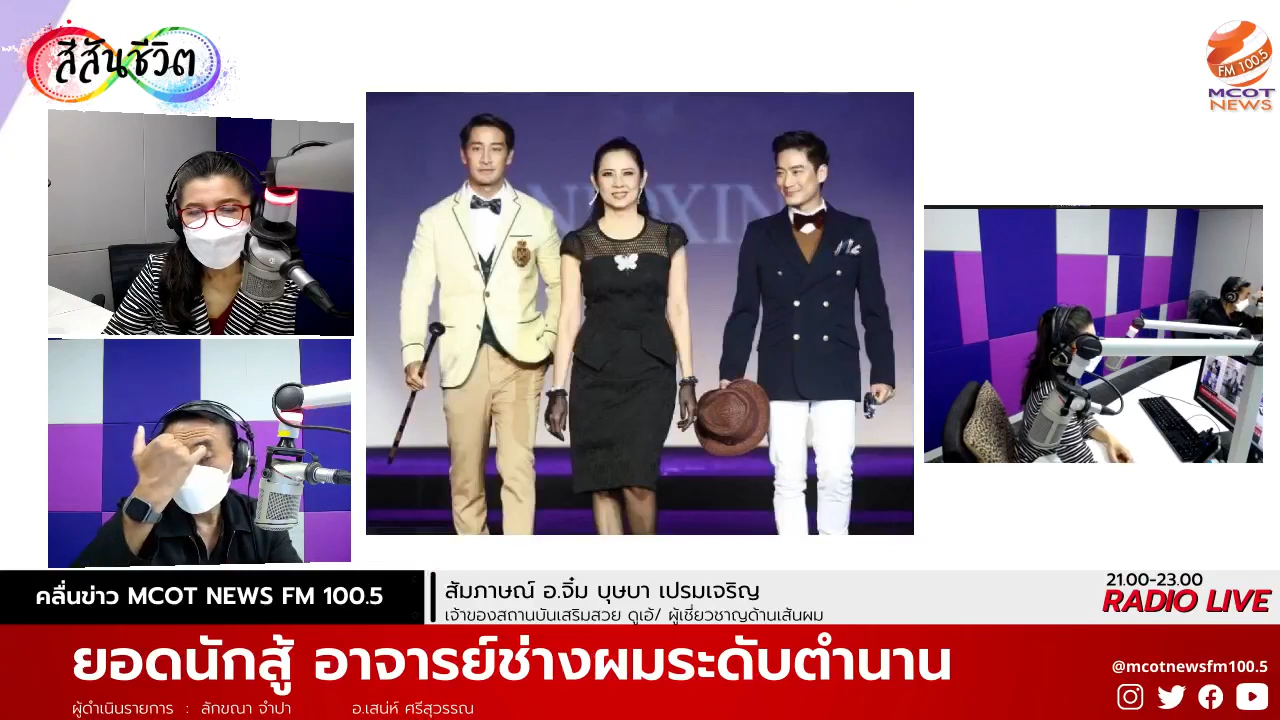 สีสันชีวิต
FM 100.5
MCOT
NEWS
คลื่นข่าว MCOT NEWS FM 100.5
สัมภาษณ์ อ.จิ๋ม บุษบา เปรมเจริญ
เจ้าของสถานบันเสริมสวย ดูเอ้/ ผู้เชี่ยวชาญด้านเส้นผม
21.00-23.00
RADIO LIVE
ยอดนักสู้ อาจารย์ช่างผมระดับตำนาน
@mcotnewsfm100.5
ผู้ดำเนินรายการ : ลักขณา จำปา อ.เสน่ห์ ศรีสุวรรณ